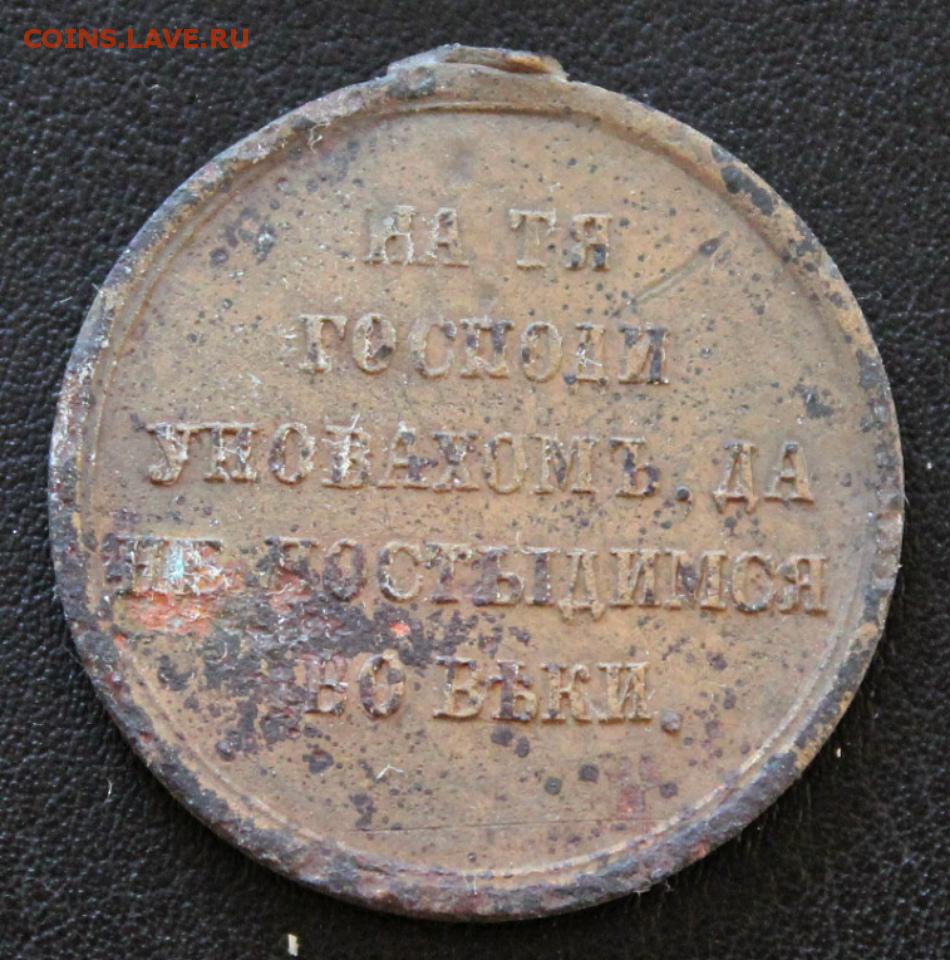 COINS.LAVE.RU
НА ТЯ
ГОСПОДИ
УПОВАХОМЪ, ДА
НЕ ПОСТЫДИМСЯ
ВО ВѢКИ.